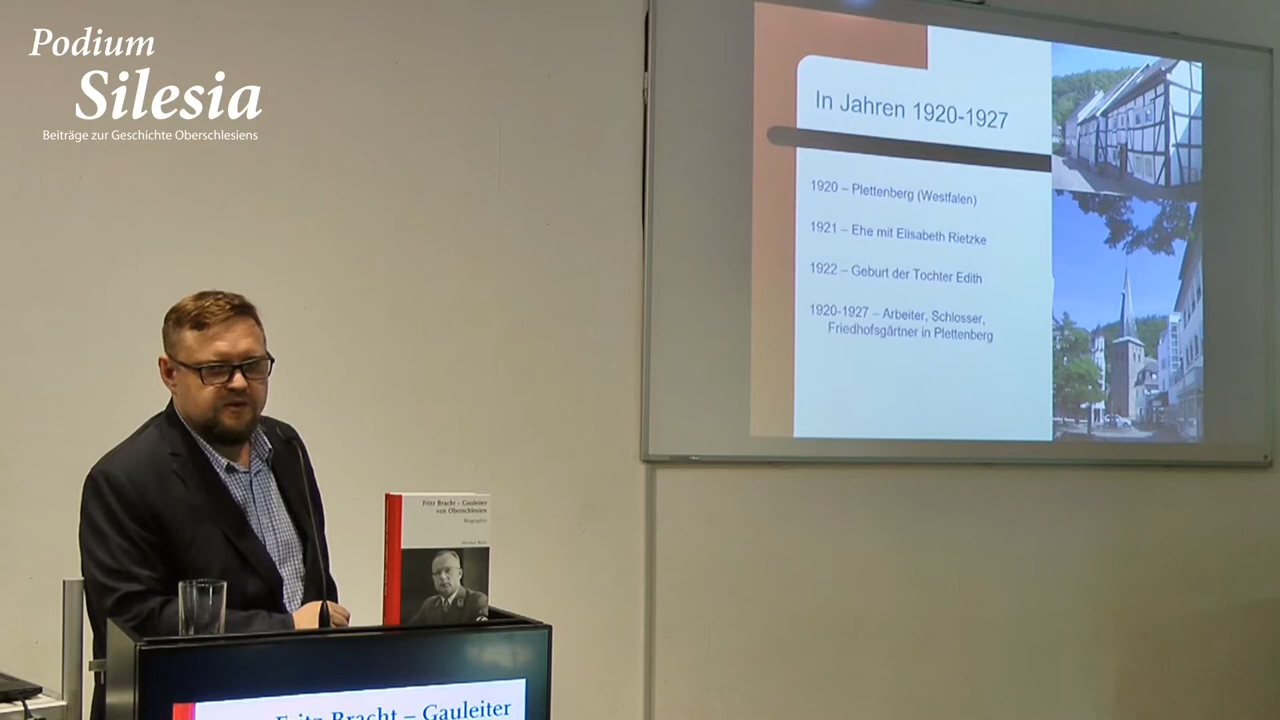 Podium
Silesia
Beiträge zur Geschichte Oberschlesiens
In Jahren 1920-1927
1920 – Plettenberg (Westfalen)
1921 – Ehe mit Elisabeth Rietzke
1922 – Geburt der Tochter Edith
1920-1927 – Arbeiter, Schlosser,
Friedhofsgärtner in Plettenberg
Fritz Bracht – Gauleiter
von Oberschlesien
Biographie
Fritz Bracht – Gauleiter